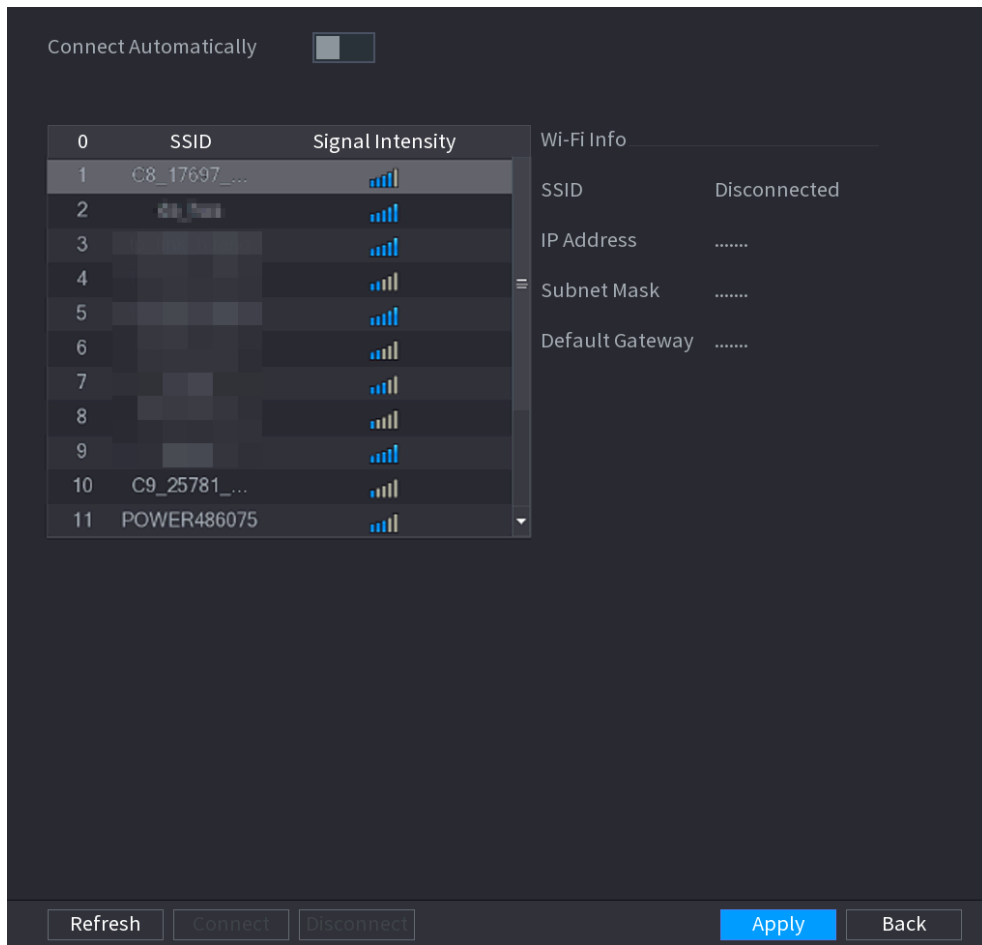 Connect Automatically
0 SSID Signal Intensity
1 C8_17697_...
2
3
4
5
6
7
8
9
10 C9_25781_...
11 POWER486075
Wi-Fi Info
SSID Disconnected
IP Address .......
Subnet Mask .......
Default Gateway .......
Refresh Connect Disconnect Apply Back